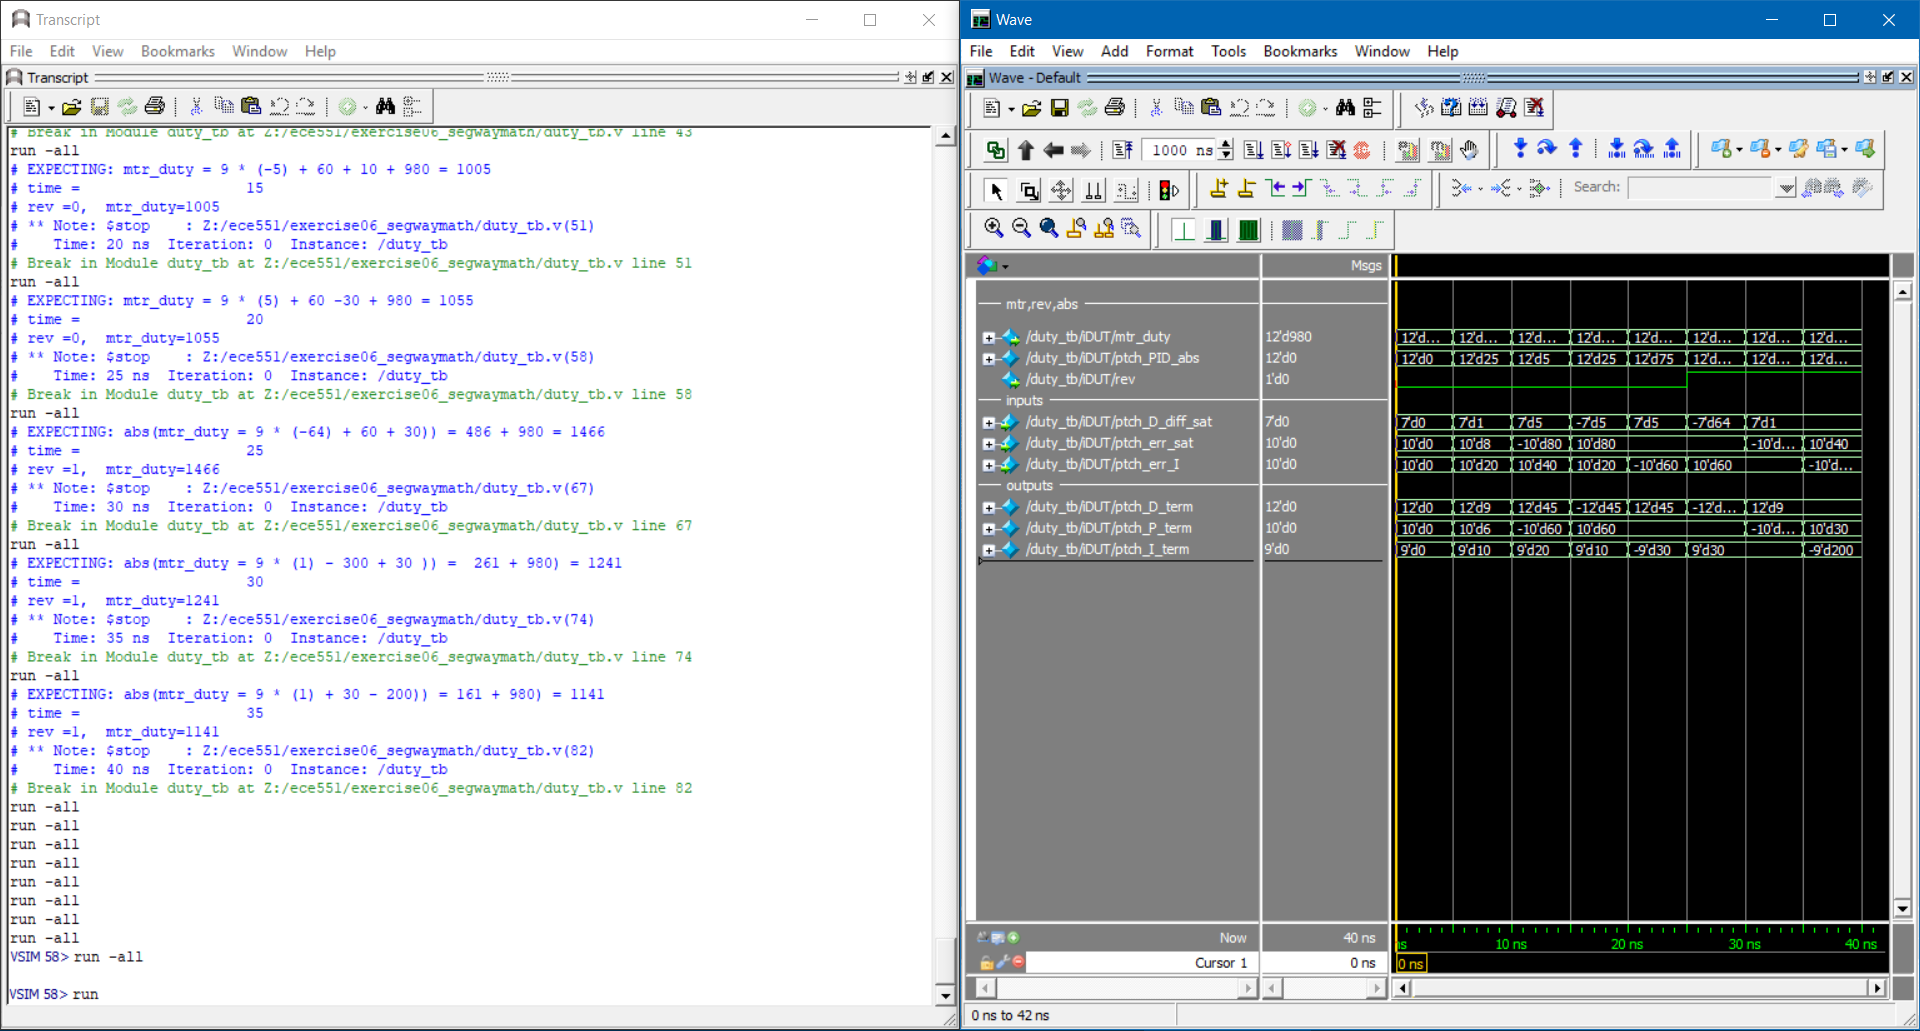 Transcript
File Edit View Bookmarks Window Help
Transcript
# Break in Module duty_tb at Z:/ece551/exercise06_segwaymath/duty_tb.v line 43
run -all
# EXPECTING: mtr_duty = 9 * (-5) + 60 + 10 + 980 = 1005
# time = 15
# rev =0, mtr_duty=1005
# ** Note: $stop : Z:/ece551/exercise06_segwaymath/duty_tb.v(51)
# Time: 20 ns Iteration: 0 Instance: /duty_tb
# Break in Module duty_tb at Z:/ece551/exercise06_segwaymath/duty_tb.v line 51
run -all
# EXPECTING: mtr_duty = 9 * (5) + 60 -30 + 980 = 1055
# time = 20
# rev =0, mtr_duty=1055
# ** Note: $stop : Z:/ece551/exercise06_segwaymath/duty_tb.v(58)
# Time: 25 ns Iteration: 0 Instance: /duty_tb
# Break in Module duty_tb at Z:/ece551/exercise06_segwaymath/duty_tb.v line 58
run -all
# EXPECTING: abs(mtr_duty = 9 * (-64) + 60 + 30)) = 486 + 980 = 1466
# time = 25
# rev =1, mtr_duty=1466
# ** Note: $stop : Z:/ece551/exercise06_segwaymath/duty_tb.v(67)
# Time: 30 ns Iteration: 0 Instance: /duty_tb
# Break in Module duty_tb at Z:/ece551/exercise06_segwaymath/duty_tb.v line 67
run -all
# EXPECTING: abs(mtr_duty = 9 * (1) - 300 + 30 )) = 261 + 980) = 1241
# time = 30
# rev =1, mtr_duty=1241
# ** Note: $stop : Z:/ece551/exercise06_segwaymath/duty_tb.v(74)
# Time: 35 ns Iteration: 0 Instance: /duty_tb
# Break in Module duty_tb at Z:/ece551/exercise06_segwaymath/duty_tb.v line 74
run -all
# EXPECTING: abs(mtr_duty = 9 * (1) + 30 - 200)) = 161 + 980) = 1141
# time = 35
# rev =1, mtr_duty=1141
# ** Note: $stop : Z:/ece551/exercise06_segwaymath/duty_tb.v(82)
# Time: 40 ns Iteration: 0 Instance: /duty_tb
# Break in Module duty_tb at Z:/ece551/exercise06_segwaymath/duty_tb.v line 82
run -all
run -all
run -all
run -all
run -all
run -all
run -all
run -all
VSIM 58> run -all
VSIM 58> run
Wave
File Edit View Add Format Tools Bookmarks Window Help
Wave - Default
1000 ns
Search:
Msgs
mtr,rev,abs
/duty_tb/iDUT/mtr_duty 12'd980 12'd... 12'd... 12'd... 12'd... 12'd... 12'd... 12'd... 12'd...
/duty_tb/iDUT/ptch_PID_abs 12'd0 12'd0 12'd25 12'd5 12'd25 12'd75 12'd... 12'd... 12'd...
/duty_tb/iDUT/rev 1'd0
inputs
/duty_tb/iDUT/ptch_D_diff_sat 7'd0 7'd0 7'd1 7'd5 -7'd5 7'd5 -7'd64 7'd1
/duty_tb/iDUT/ptch_err_sat 10'd0 10'd0 10'd8 -10'd80 10'd80 -10'd... 10'd40
/duty_tb/iDUT/ptch_err_I 10'd0 10'd0 10'd20 10'd40 10'd20 -10'd60 10'd60 -10'd...
outputs
/duty_tb/iDUT/ptch_D_term 12'd0 12'd0 12'd9 12'd45 -12'd45 12'd45 -12'd... 12'd9
/duty_tb/iDUT/ptch_P_term 10'd0 10'd0 10'd6 -10'd60 10'd60 -10'd... 10'd30
/duty_tb/iDUT/ptch_I_term 9'd0 9'd0 9'd10 9'd20 9'd10 -9'd30 9'd30 -9'd200
Now 40 ns ns 10 ns 20 ns 30 ns 40 ns
Cursor 1 0 ns 0 ns
0 ns to 42 ns